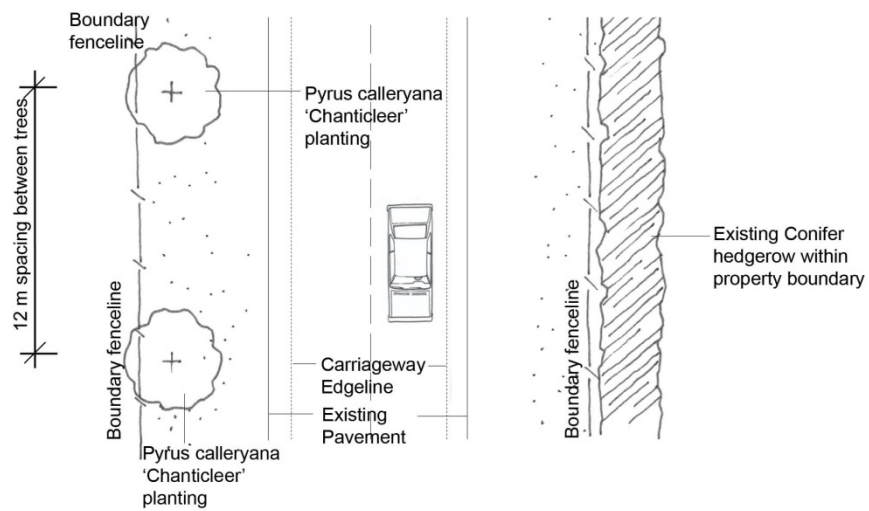 Boundary
fenceline
Pyrus calleryana
‘Chanticleer’
planting
12 m spacing between trees
Existing Conifer
hedgerow within
property boundary
Boundary fenceline
Boundary fenceline
Carriageway
Edgeline
Existing
Pavement
Pyrus calleryana
‘Chanticleer’
planting